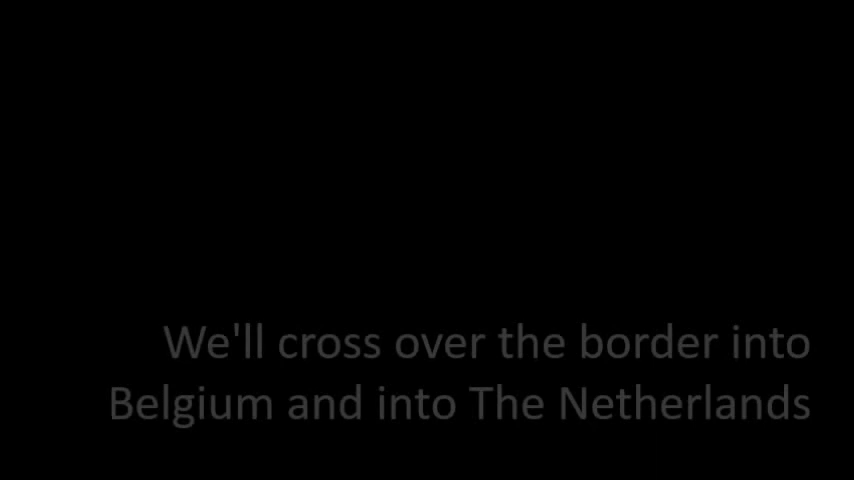 We'll cross over the border into
Belgium and into The Netherlands